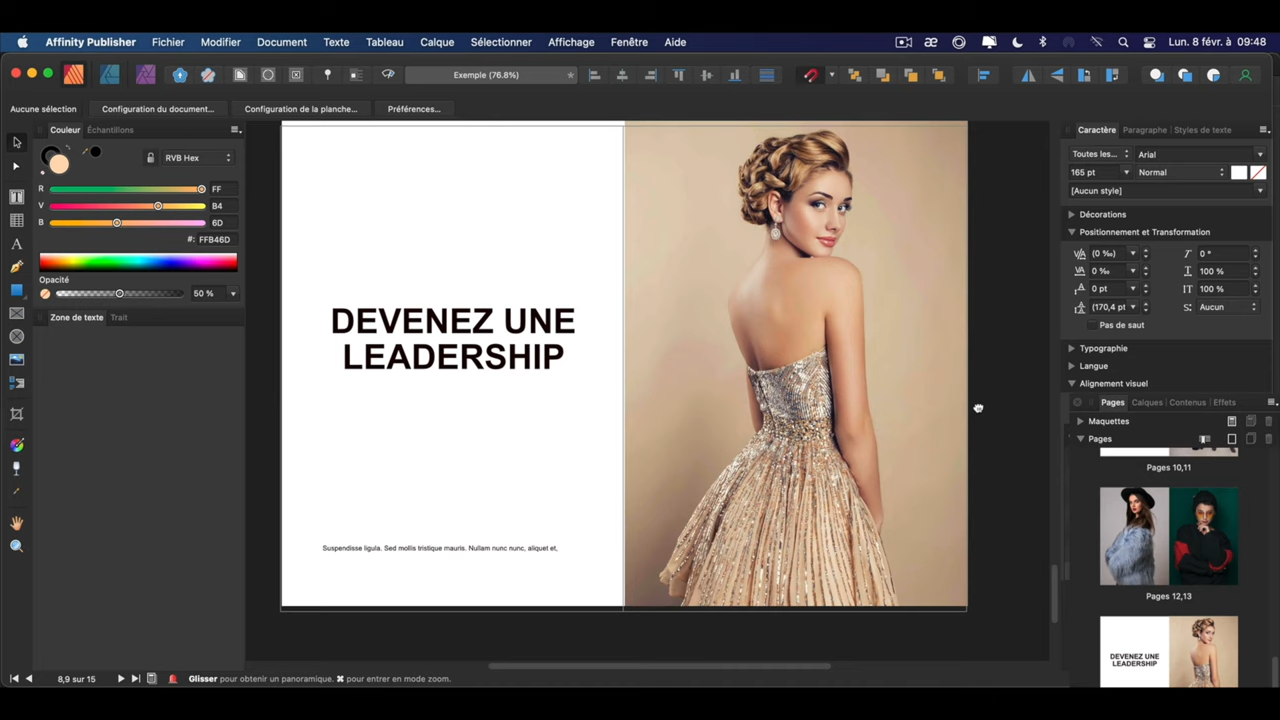 Affinity Publisher Fichier Modifier Document Texte Tableau Calque Sélectionner Affichage Fenêtre Aide
Lun. 8 févr. à 09:48
Exemple (76.8%)
Aucune sélection Configuration du document... Configuration de la planche... Préférences...
Couleur Échantillons
RVB Hex
R FF
V B4
B 6D
#: FFB46D
Opacité
50 %
Zone de texte Trait
DEVENEZ UNE
LEADERSHIP
Suspendisse ligula. Sed mollis tristique mauris. Nullam nunc nunc, aliquet et,
Caractère Paragraphe Styles de texte
Toutes les... Arial
165 pt Normal
[Aucun style]
Décorations
Positionnement et Transformation
(0 ‰) 0 °
0 ‰ 100 %
0 pt 100 %
(170,4 pt) Aucun
Pas de saut
Typographie
Langue
Alignement visuel
Pages Calques Contenus Effets
Maquettes
Pages
Pages 10,11
Pages 12,13
DEVENEZ UNE
LEADERSHIP
8,9 sur 15
Glisser pour obtenir un panoramique. ⌘ pour entrer en mode zoom.